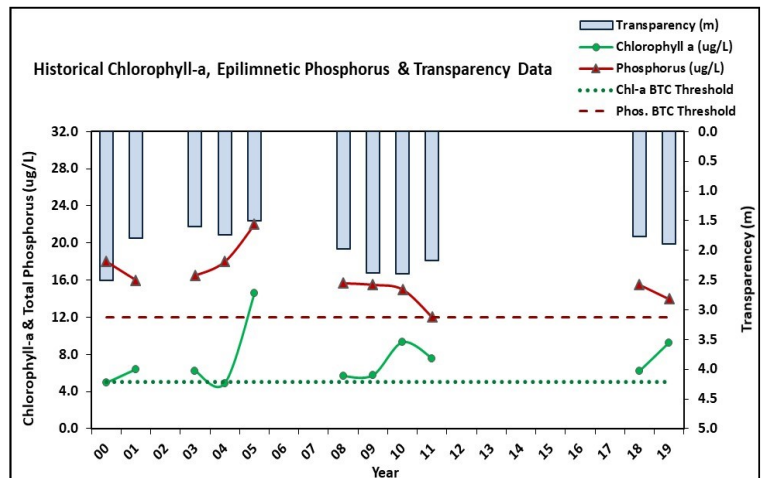 Transparency (m)
Chlorophyll a (ug/L)
Phosphorus (ug/L)
Chl-a BTC Threshold
Phos. BTC Threshold
Historical Chlorophyll-a, Epilimnetic Phosphorus & Transparency Data
Chlorophyll-a & Total Phosphorus (ug/L)
32.0
28.0
24.0
20.0
16.0
12.0
8.0
4.0
0.0
0.0
0.5
1.0
1.5
2.0
2.5
3.0
3.5
4.0
4.5
5.0
Transparencey (m)
00 01 03 04 05 06 07 08 09 10 11 12 13 14 15 16 17 18 19
Year